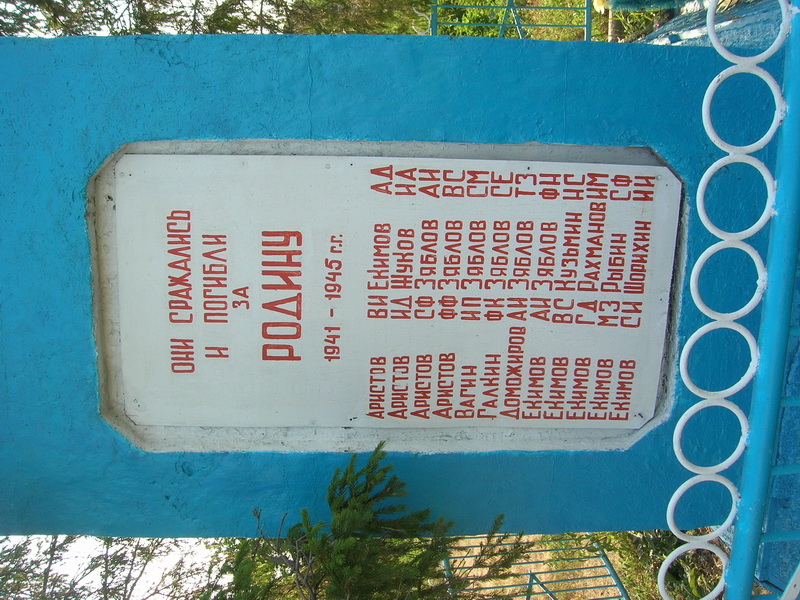 ОНИ СРАЖАЛИСЬ
И ПОГИБЛИ
ЗА
РОДИНУ
1941 – 1945 г.г.
Аристов ВИ Екимов АД
Аристов ИД Жуков ИА
Аристов СФ Зяблов АИ
Аристов ФФ Зяблов ВС
Вагин ИП Зяблов СМ
Галкин ФК Зяблов СЕ
Доможиров АИ Зяблов ТЗ
Екимов АИ Зяблов ФН
Екимов ВС Кузьмин НС
Екимов ГД Рахманов ИМ
Екимов МЗ Рыбин СФ
Екимов СИ Шорихин ИИ